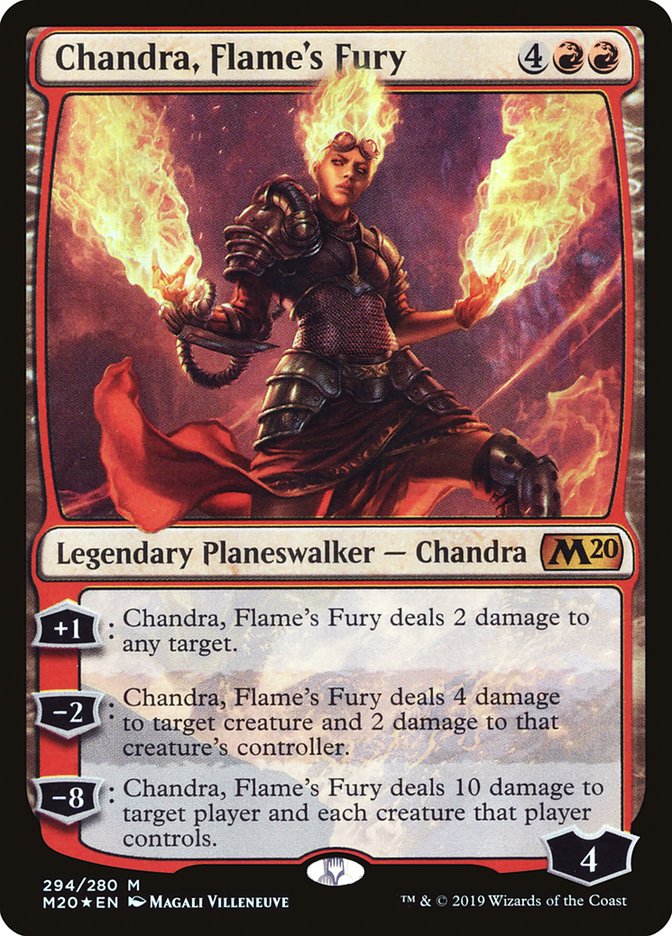 Chandra, Flame's Fury 4
Legendary Planeswalker — Chandra M20
+1 : Chandra, Flame's Fury deals 2 damage to
any target.
−2 : Chandra, Flame's Fury deals 4 damage
to target creature and 2 damage to that
creature's controller.
−8 : Chandra, Flame's Fury deals 10 damage to
target player and each creature that player
controls.
4
294/280 M
M20★EN Magali Villeneuve
™ & © 2019 Wizards of the Coast